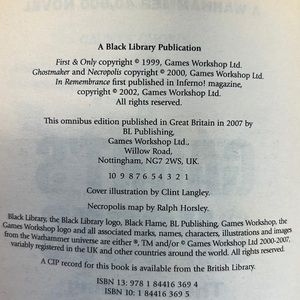 A WARHAMMER 40,000 NOVEL
A Black Library Publication
First & Only copyright © 1999, Games Workshop Ltd.
Ghostmaker and Necropolis copyright © 2000, Games Workshop Ltd.
In Remembrance first published in Inferno! magazine,
copyright © 2002, Games Workshop Ltd.
All rights reserved.
This omnibus edition published in Great Britain in 2007 by
BL Publishing,
Games Workshop Ltd.,
Willow Road,
Nottingham, NG7 2WS, UK.
10 9 8 7 6 5 4 3 2 1
Cover illustration by Clint Langley.
Necropolis map by Ralph Horsley.
Black Library, the Black Library logo, Black Flame, BL Publishing, Games Workshop, the
Games Workshop logo and all associated marks, names, characters, illustrations and images
from the Warhammer universe are either ®, TM and/or © Games Workshop Ltd 2000-2007,
variably registered in the UK and other countries around the world. All rights reserved.
A CIP record for this book is available from the British Library.
ISBN 13: 978 1 84416 369 4
ISBN 10: 1 84416 369 5